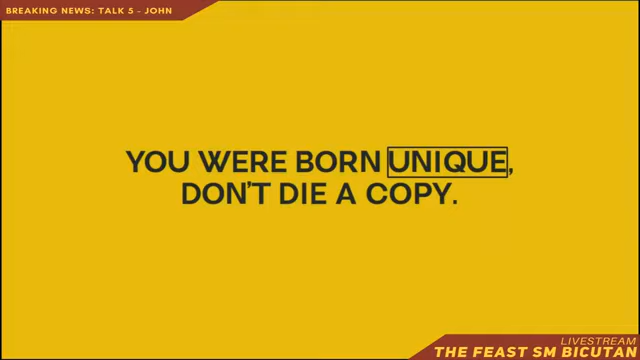 BREAKING NEWS: TALK 5 - JOHN
YOU WERE BORN UNIQUE,
DON'T DIE A COPY.
LIVESTREAM
THE FEAST SM BICUTAN